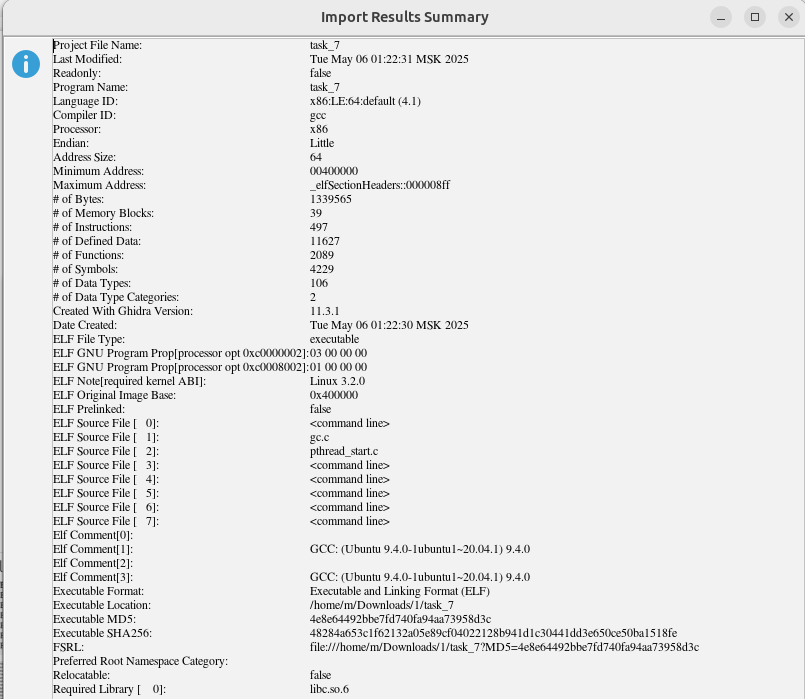 Import Results Summary
Project File Name: task_7
Last Modified: Tue May 06 01:22:31 MSK 2025
Readonly: false
Program Name: task_7
Language ID: x86:LE:64:default (4.1)
Compiler ID: gcc
Processor: x86
Endian: Little
Address Size: 64
Minimum Address: 00400000
Maximum Address: _elfSectionHeaders::000008ff
# of Bytes: 1339565
# of Memory Blocks: 39
# of Instructions: 497
# of Defined Data: 11627
# of Functions: 2089
# of Symbols: 4229
# of Data Types: 106
# of Data Type Categories: 2
Created With Ghidra Version: 11.3.1
Date Created: Tue May 06 01:22:30 MSK 2025
ELF File Type: executable
ELF GNU Program Prop[processor opt 0xc0000002]: 03 00 00 00
ELF GNU Program Prop[processor opt 0xc0008002]: 01 00 00 00
ELF Note[required kernel ABI]: Linux 3.2.0
ELF Original Image Base: 0x400000
ELF Prelinked: false
ELF Source File [ 0]: <command line>
ELF Source File [ 1]: gc.c
ELF Source File [ 2]: pthread_start.c
ELF Source File [ 3]: <command line>
ELF Source File [ 4]: <command line>
ELF Source File [ 5]: <command line>
ELF Source File [ 6]: <command line>
ELF Source File [ 7]: <command line>
Elf Comment[0]:
Elf Comment[1]: GCC: (Ubuntu 9.4.0-1ubuntu1~20.04.1) 9.4.0
Elf Comment[2]:
Elf Comment[3]: GCC: (Ubuntu 9.4.0-1ubuntu1~20.04.1) 9.4.0
Executable Format: Executable and Linking Format (ELF)
Executable Location: /home/m/Downloads/1/task_7
Executable MD5: 4e8e64492bbe7fd740fa94aa73958d3c
Executable SHA256: 48284a653c1f62132a05e89cf04022128b941d1c30441dd3e650ce50ba1518fe
FSRL: file:///home/m/Downloads/1/task_7?MD5=4e8e64492bbe7fd740fa94aa73958d3c
Preferred Root Namespace Category:
Relocatable: false
Required Library [ 0]: libc.so.6